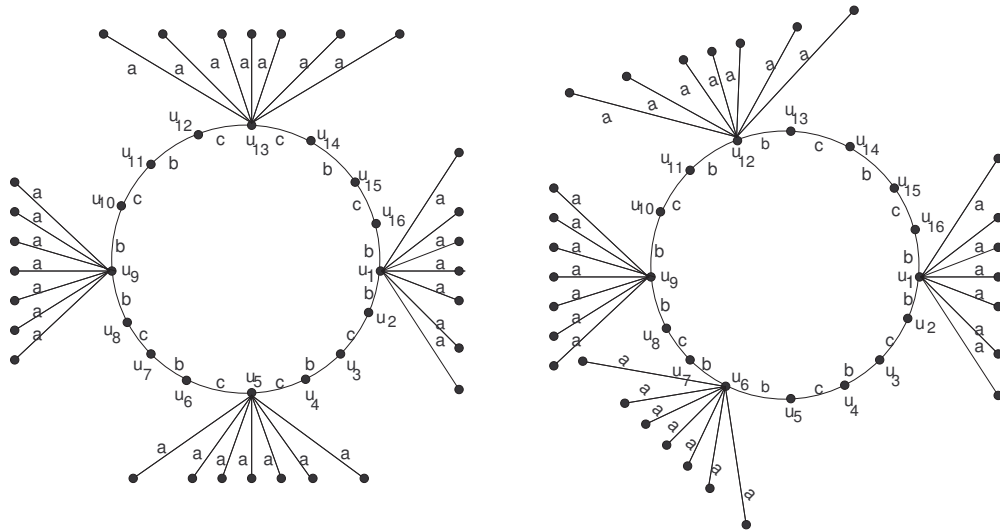 a a a a a a a
u12 c u13 c u14
u11 b b u15
u10 c c u16
a a a a a a a
b b
u9 u1
a a a a a a a
b b
u8 u2
c c
u7 u3
b u5 b
u6 c c u4
a a a a a a a
a a a a a a a
u12 b u13 c u14
u11 b b u15
u10 c c u16
a a a a a a a
b b
u9 u1
a a a a a a a
b b
u8 u2
c c
u7 b u6 b u3
b c u4
u5
a a a a a a a